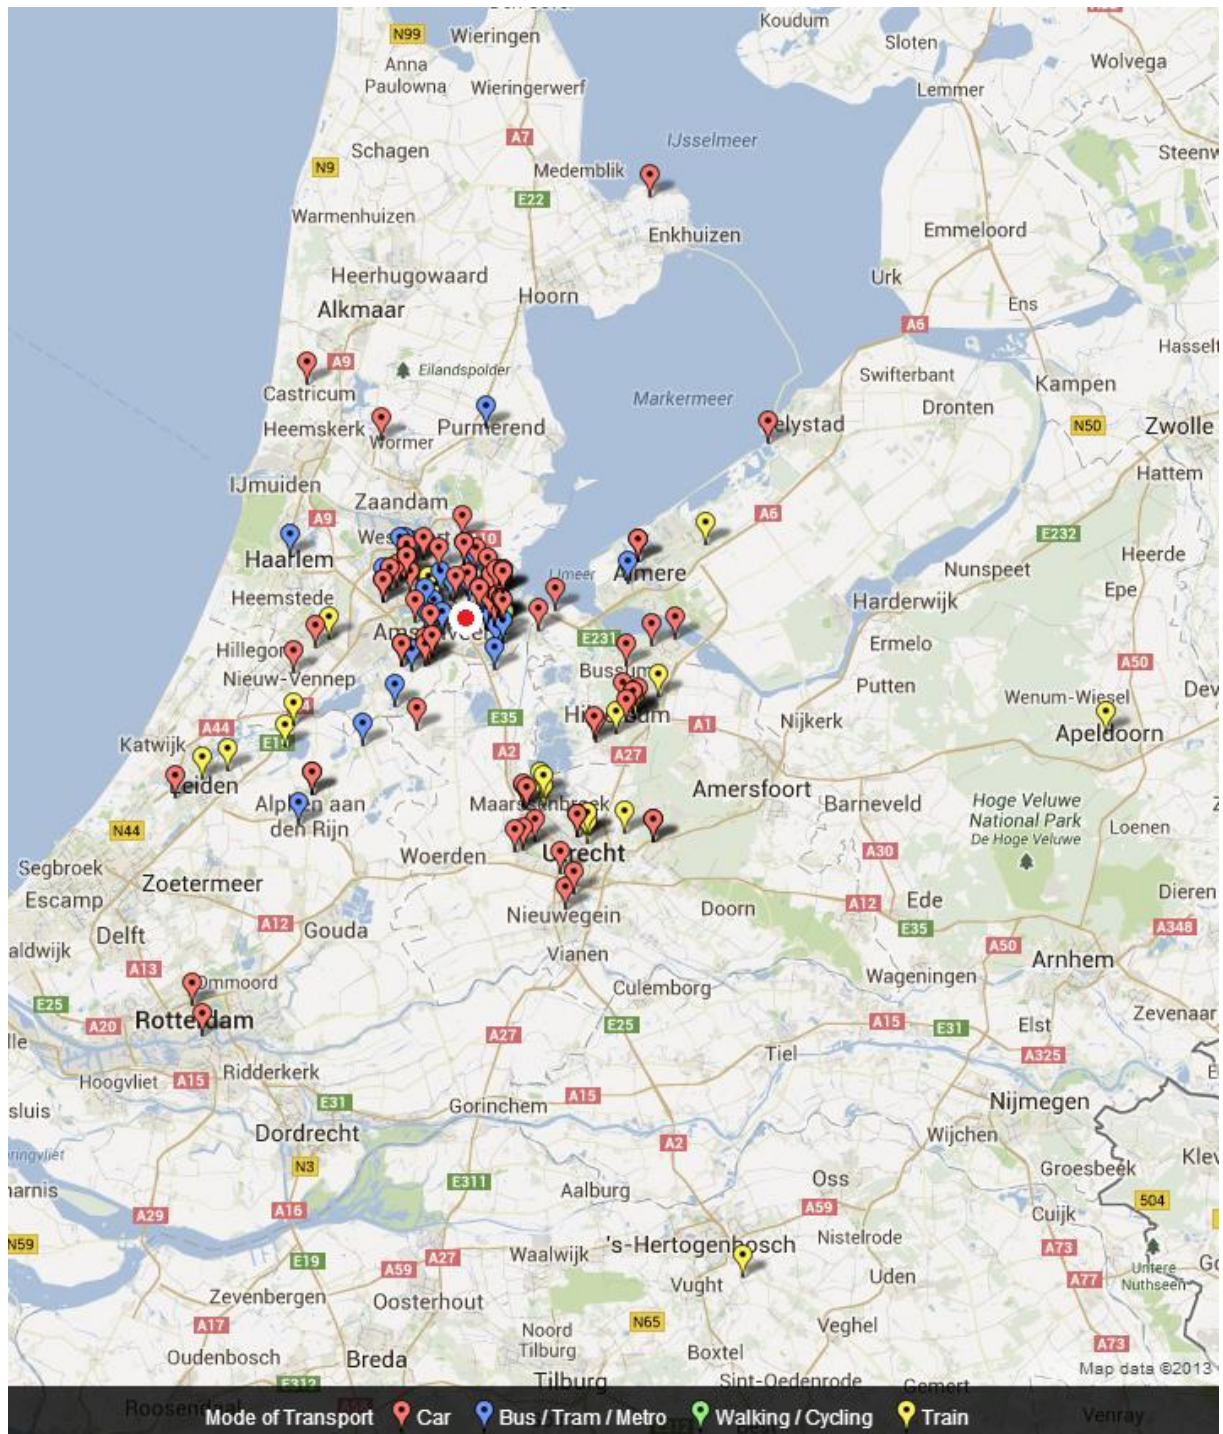 Koudum
N99
Wieringen
Sloten
Anna
Paulowna
Wolvega
Wieringerwerf
Lemmer
A7
IJsselmeer
Schagen
N9
Medemblik
E22
Warmenhuizen
Enkhuizen
Emmeloord
Heerhugowaard
Urk
Hoorn
Ens
Alkmaar
A6
A9
Eilandspolder
Swifterbant
Kampen
Castricum
Markermeer
Dronten
Heemskerk
Wormer
Purmerend
N50
Zwolle
Hattem
IJmuiden
Zaandam
A9
A6
E232
Haarlem
Heerde
Nunspeet
Epe
Heemstede
Harderwijk
E231
Ermelo
A50
Nieuw-Vennep
Putten
Wenum-Wiesel
A44
E35
A1
Nijkerk
Apeldoorn
Katwijk
A2
A27
Amersfoort
Barneveld
Hoge Veluwe
National Park
De Hoge Veluwe
den Rijn
Loenen
N44
Woerden
A30
Segbroek
Zoetermeer
Escamp
Dieren
A12
Ede
Doorn
A12
Nieuwegein
E35
A348
Delft
Gouda
A50
Vianen
Arnhem
A13
Wageningen
Culemborg
E25
Zevenaar
A20
Rotterdam
A27
E25
A15
E31
Elst
A325
Tiel
Hoogvliet
A15
Ridderkerk
E31
Gorinchem
A15
Nijmegen
Dordrecht
A2
Wijchen
N3
Groesbeek
E311
Aalburg
Oss
504
A29
A16
A59
Cuijk
N59
's-Hertogenbosch
Nistelrode
E19
A27
Waalwijk
A73
A59
Vught
Uden
A77
Untere
Nuthseen
Zevenbergen
Oosterhout
A17
Noord
Tilburg
N65
Veghel
Oudenbosch
Breda
Boxtel
A73
Map data ©2013
E312
Tilburg
Sint-Oedenrode
Gemert
Mode of Transport Car Bus / Tram / Metro Walking / Cycling Train
Venray